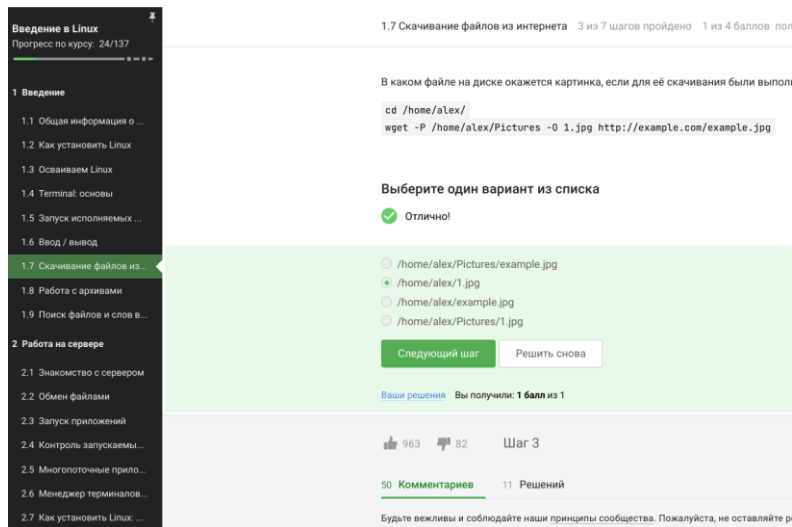 Введение в Linux
Прогресс по курсу: 24/137
1 Введение
1.1 Общая информация о ...
1.2 Как установить Linux
1.3 Осваиваем Linux
1.4 Terminal: основы
1.5 Запуск исполняемых ...
1.6 Ввод / вывод
1.7 Скачивание файлов из...
1.8 Работа с архивами
1.9 Поиск файлов и слов в...
2 Работа на сервере
2.1 Знакомство с сервером
2.2 Обмен файлами
2.3 Запуск приложений
2.4 Контроль запускаемы...
2.5 Многопоточные прило...
2.6 Менеджер терминалов...
2.7 Как установить Linux: ...
1.7 Скачивание файлов из интернета 3 из 7 шагов пройдено 1 из 4 баллов пол
В каком файле на диске окажется картинка, если для её скачивания были выпол
cd /home/alex/
wget -P /home/alex/Pictures -O 1.jpg http://example.com/example.jpg
Выберите один вариант из списка
Отлично!
/home/alex/Pictures/example.jpg
/home/alex/1.jpg
/home/alex/example.jpg
/home/alex/Pictures/1.jpg
Следующий шаг Решить снова
Ваши решения Вы получили: 1 балл из 1
963 82 Шаг 3
50 Комментариев 11 Решений
Будьте вежливы и соблюдайте наши принципы сообщества. Пожалуйста, не оставляйте р